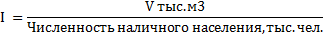 I = V тыс.м3
Численность наличного населения,тыс.чел.